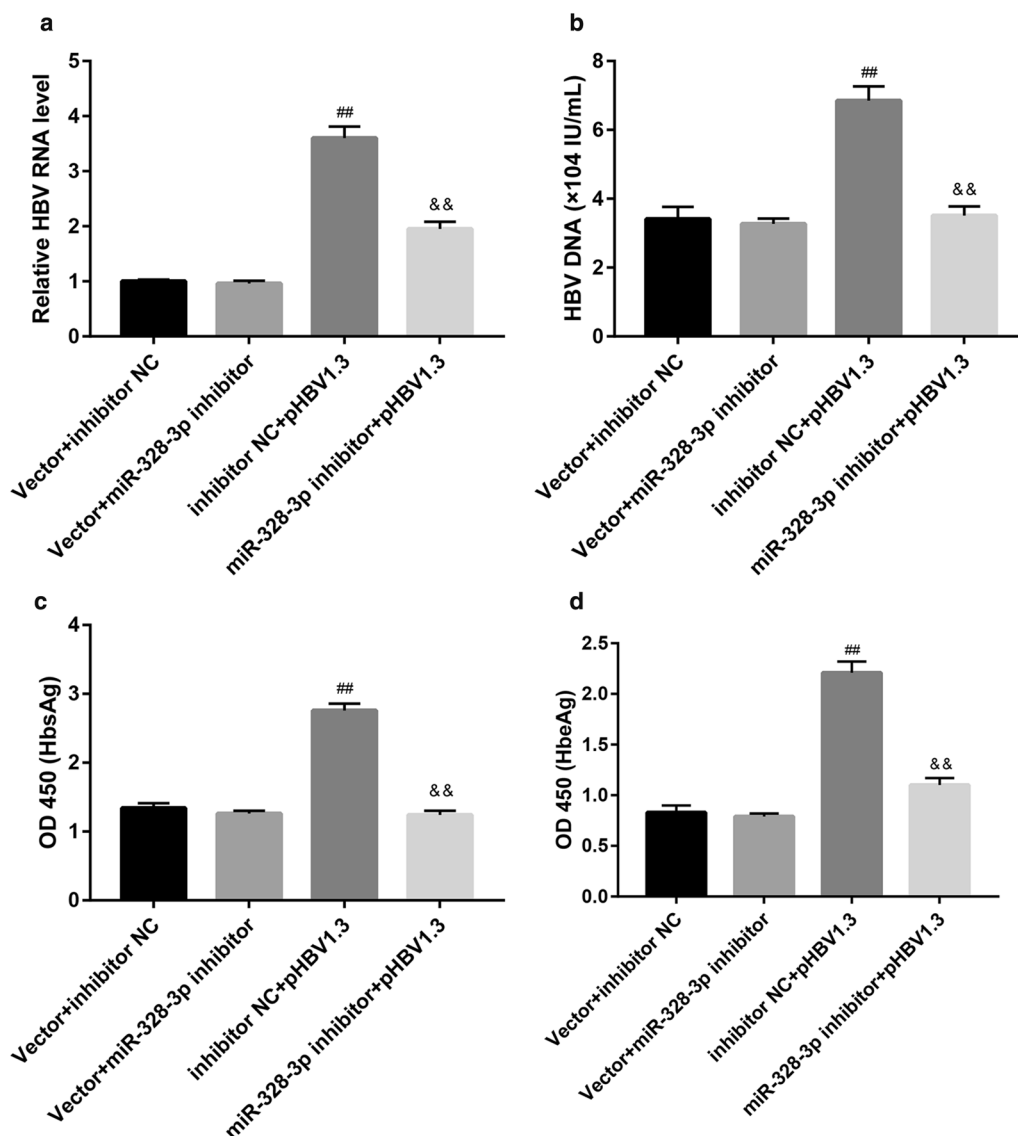 a
Relative HBV RNA level
5
4
3
2
1
0
##
&&
Vector+inhibitor NC
Vector+miR-328-3p inhibitor
inhibitor NC+pHBV1.3
miR-328-3p inhibitor+pHBV1.3
b
HBV DNA (×104 IU/mL)
8
6
4
2
0
##
&&
Vector+inhibitor NC
Vector+miR-328-3p inhibitor
inhibitor NC+pHBV1.3
miR-328-3p inhibitor+pHBV1.3
c
OD 450 (HbsAg)
4
3
2
1
0
##
&&
Vector+inhibitor NC
Vector+miR-328-3p inhibitor
inhibitor NC+pHBV1.3
miR-328-3p inhibitor+pHBV1.3
d
OD 450 (HbeAg)
2.5
2.0
1.5
1.0
0.5
0.0
##
&&
Vector+inhibitor NC
Vector+miR-328-3p inhibitor
inhibitor NC+pHBV1.3
miR-328-3p inhibitor+pHBV1.3